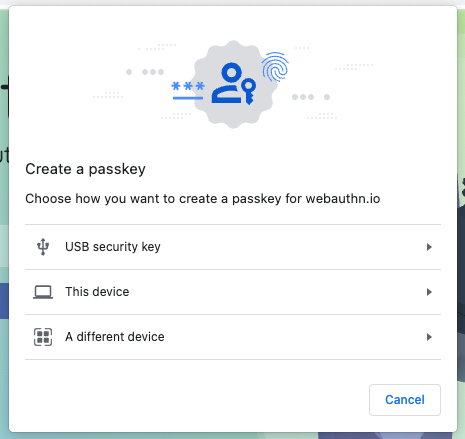 ***
Create a passkey
Choose how you want to create a passkey for webauthn.io
USB security key
This device
A different device
Cancel